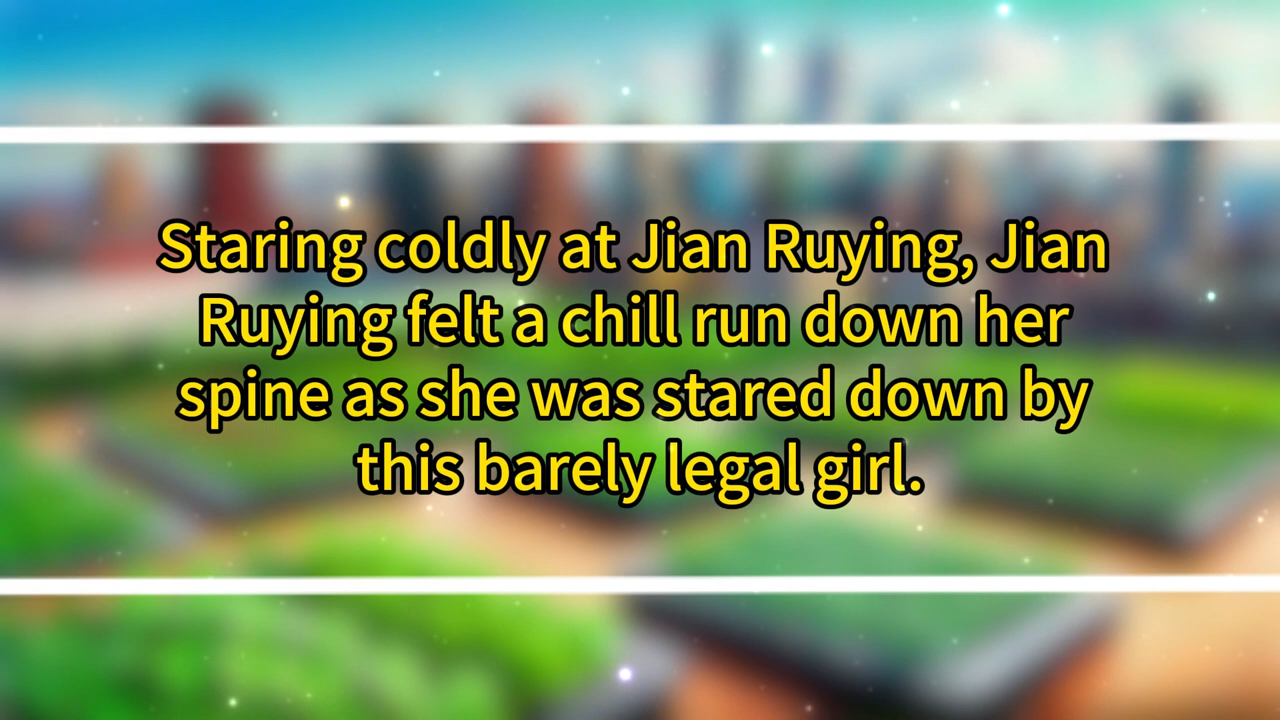 Staring coldly at Jian Ruying, Jian
Ruying felt a chill run down her
spine as she was stared down by
this barely legal girl.